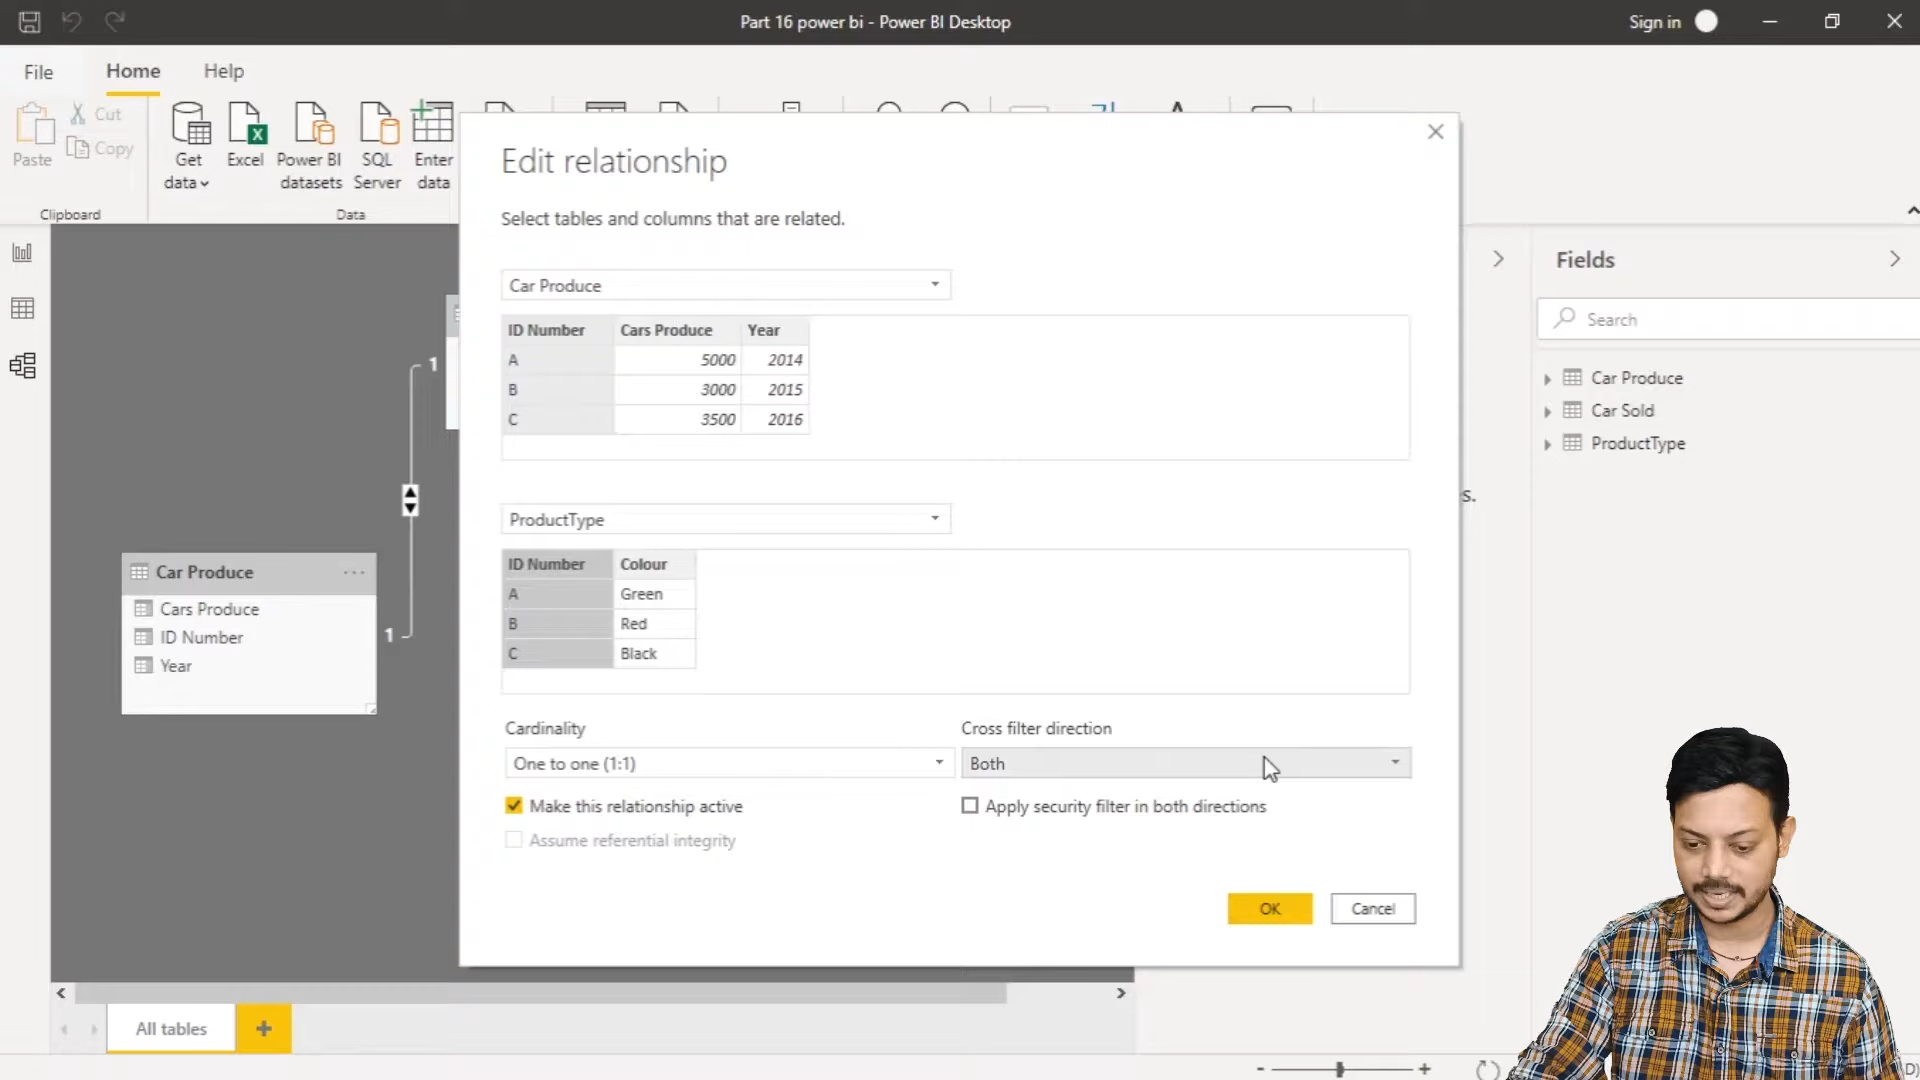 Part 16 power bi - Power BI Desktop
Sign in
File
Home
Help
Paste
Cut
Copy
Clipboard
Get data
Excel
Power BI datasets
SQL Server
Enter data
Data
Edit relationship
Select tables and columns that are related.
Car Produce
ID Number Cars Produce Year
A 5000 2014
B 3000 2015
C 3500 2016
ProductType
ID Number Colour
A Green
B Red
C Black
Cardinality
One to one (1:1)
Cross filter direction
Both
Make this relationship active
Apply security filter in both directions
Assume referential integrity
OK
Cancel
1
Car Produce
Cars Produce
ID Number
Year
1
s.
Fields
Search
Car Produce
Car Sold
ProductType
All tables